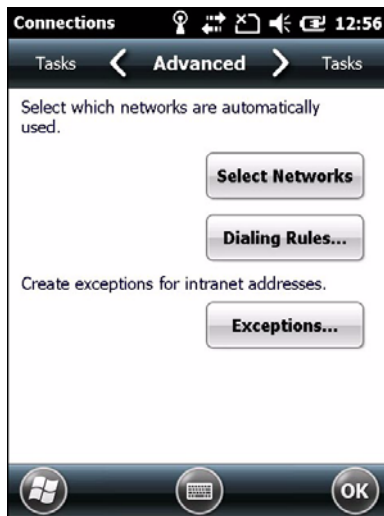 Connections 12:56
Tasks Advanced Tasks
Select which networks are automatically
used.
Select Networks
Dialing Rules...
Create exceptions for intranet addresses.
Exceptions...
OK